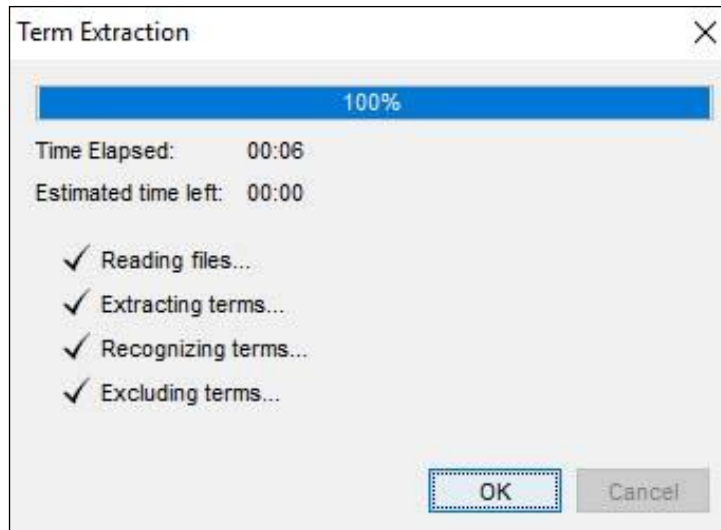 Term Extraction
100%
Time Elapsed: 00:06
Estimated time left: 00:00
Reading files...
Extracting terms...
Recognizing terms...
Excluding terms...
OK Cancel